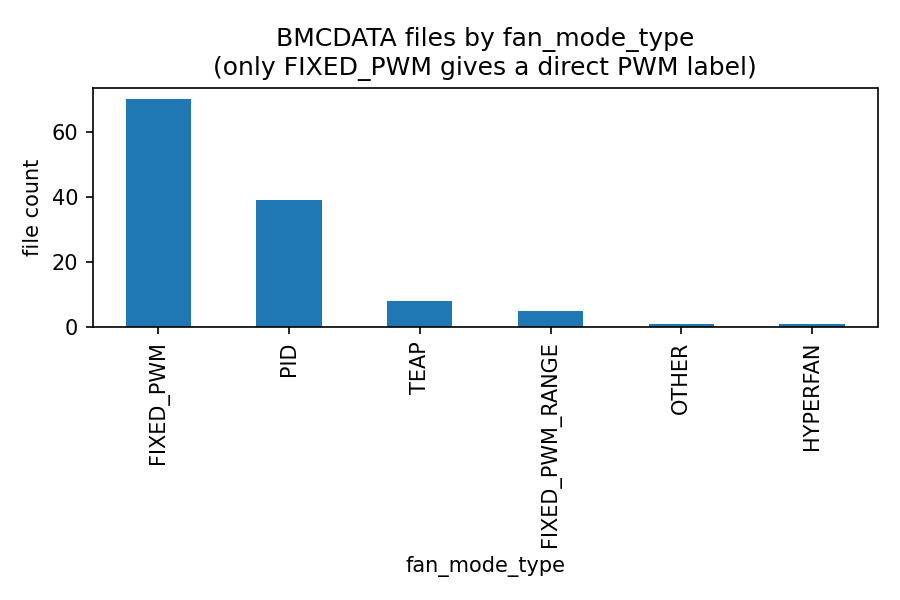 BMCDATA files by fan_mode_type
(only FIXED_PWM gives a direct PWM label)
file count
60
40
20
0
FIXED_PWM
PID
TEAP
FIXED_PWM_RANGE
OTHER
HYPERFAN
fan_mode_type